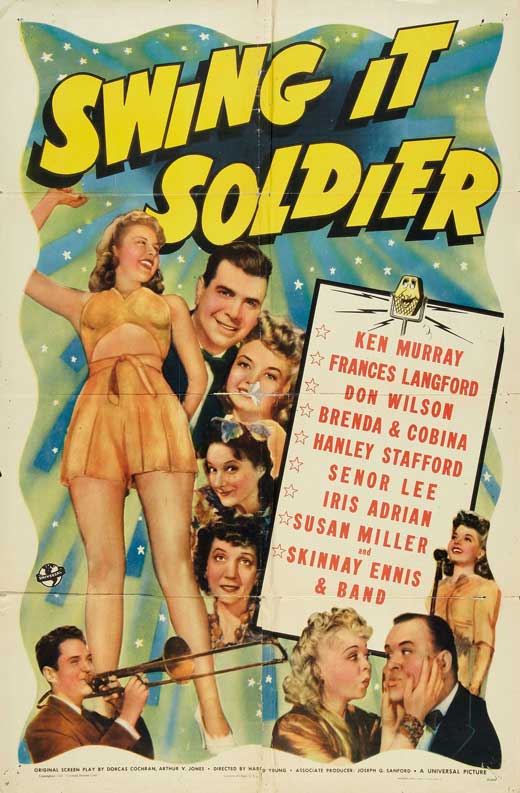 SWING IT
SOLDIER
KEN MURRAY
FRANCES LANGFORD
DON WILSON
BRENDA & COBINA
HANLEY STAFFORD
SENOR LEE
IRIS ADRIAN
SUSAN MILLER
and
SKINNAY ENNIS
& BAND
UNIVERSAL
ORIGINAL SCREEN PLAY BY DORCAS COCHRAN, ARTHUR V. JONES • DIRECTED BY HAROLD YOUNG • ASSOCIATE PRODUCER: JOSEPH G. SANFORD • A UNIVERSAL PICTURE